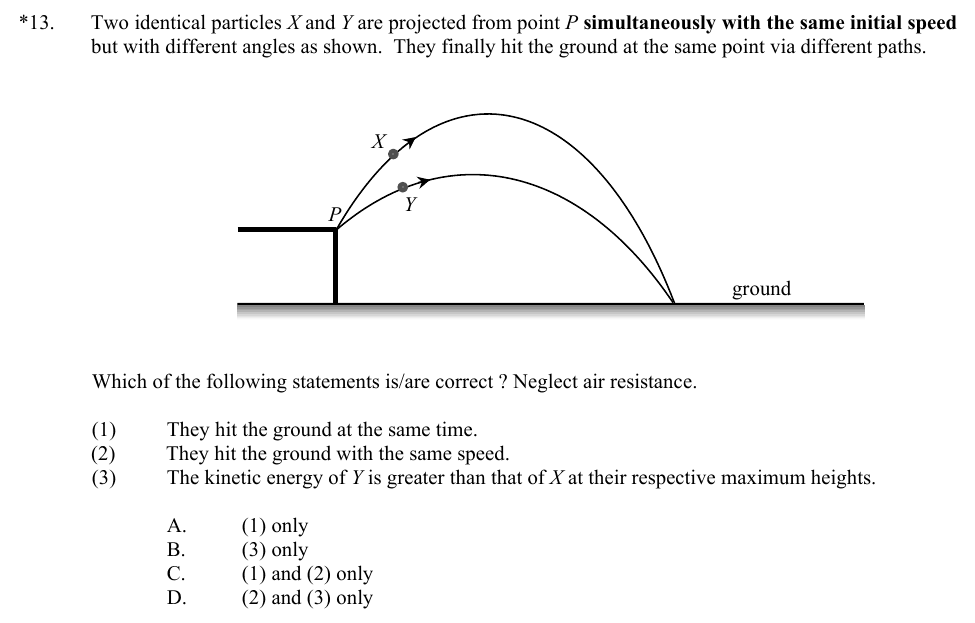 *13. Two identical particles X and Y are projected from point P simultaneously with the same initial speed
but with different angles as shown. They finally hit the ground at the same point via different paths.
X
P
Y
ground
Which of the following statements is/are correct ? Neglect air resistance.
(1) They hit the ground at the same time.
(2) They hit the ground with the same speed.
(3) The kinetic energy of Y is greater than that of X at their respective maximum heights.
A. (1) only
B. (3) only
C. (1) and (2) only
D. (2) and (3) only